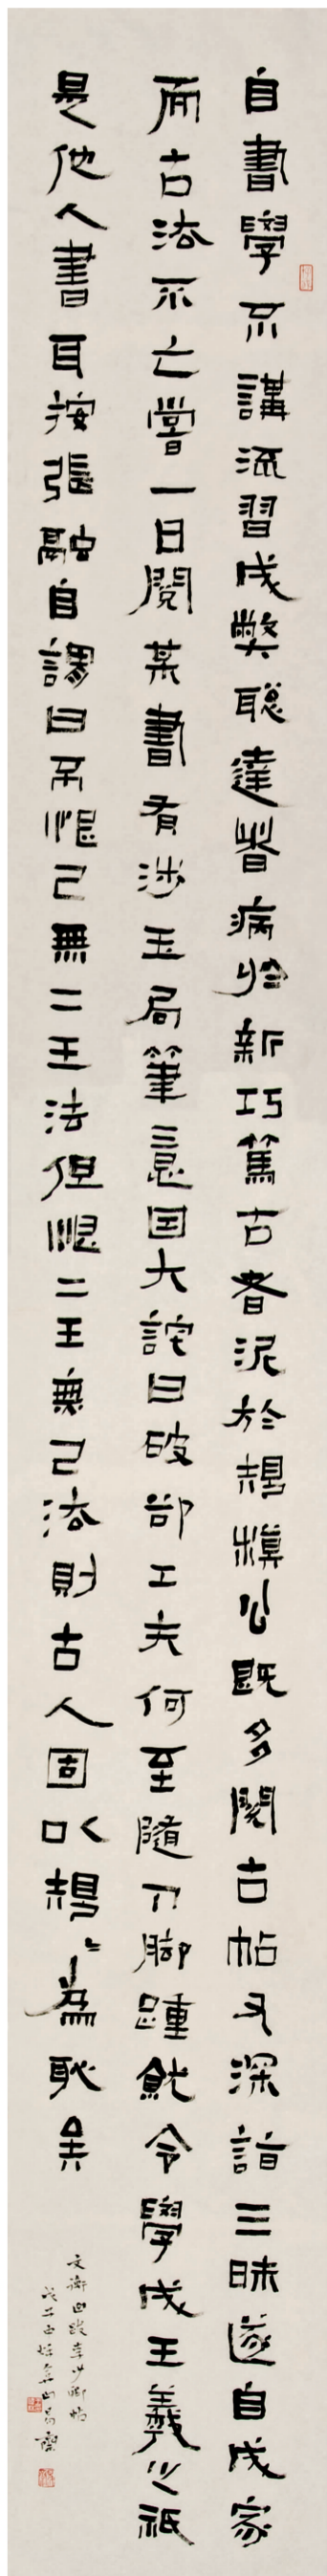 自書學不講流習成弊聰達者病於新巧篤古者泥於規模公既多閱古帖又深詣三昧遂自成家
而古法不亡嘗一日閱某書有涉玉局筆意因大詫曰破卻工夫何至隨刀脚踵就令學成王羲之秖
是他人書耳按張融自謂曰不恨己無二王法但恨二王無己法則古人固以規〻為恥矣
文衡山跋李少卿帖